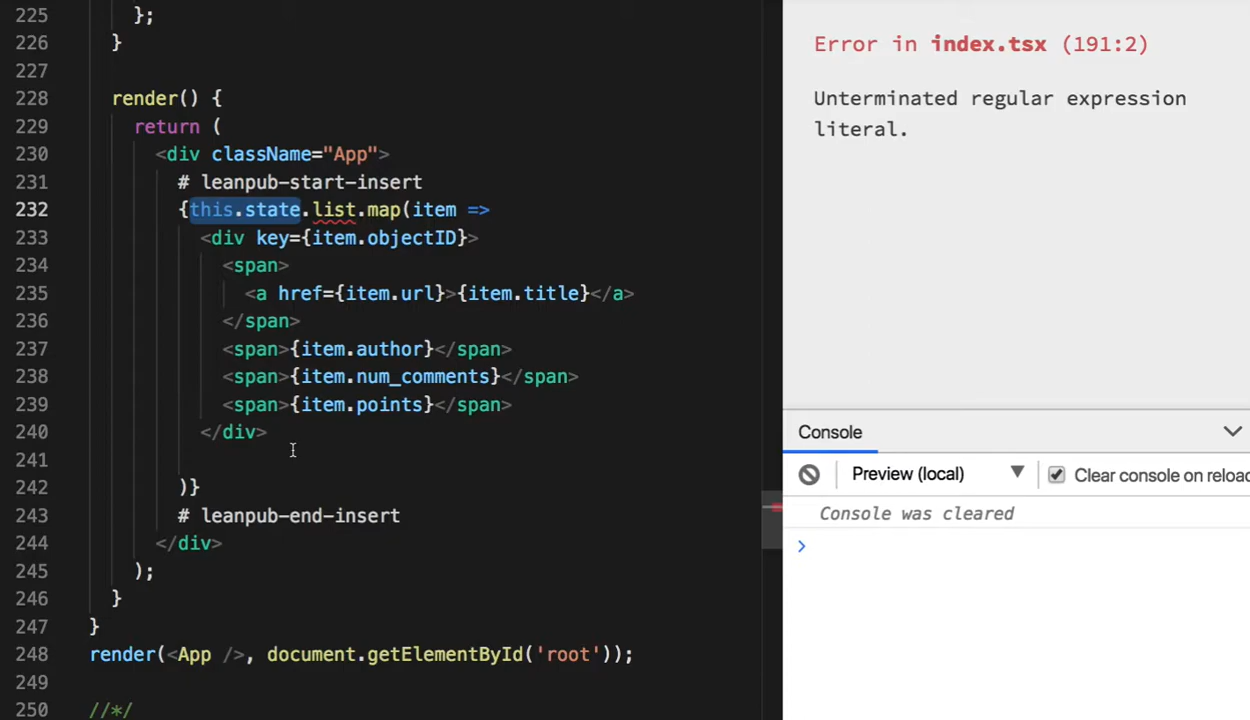 225 };
226 }
227
228 render() {
229 return (
230 <div className="App">
231 # leanpub-start-insert
232 {this.state.list.map(item =>
233 <div key={item.objectID}>
234 <span>
235 <a href={item.url}>{item.title}</a>
236 </span>
237 <span>{item.author}</span>
238 <span>{item.num_comments}</span>
239 <span>{item.points}</span>
240 </div>
241
242 )}
243 # leanpub-end-insert
244 </div>
245 );
246 }
247 }
248 render(<App />, document.getElementById('root'));
249
250 //*/
Error in index.tsx (191:2)
Unterminated regular expression
literal.
Console
Preview (local)
Clear console on reload
Console was cleared